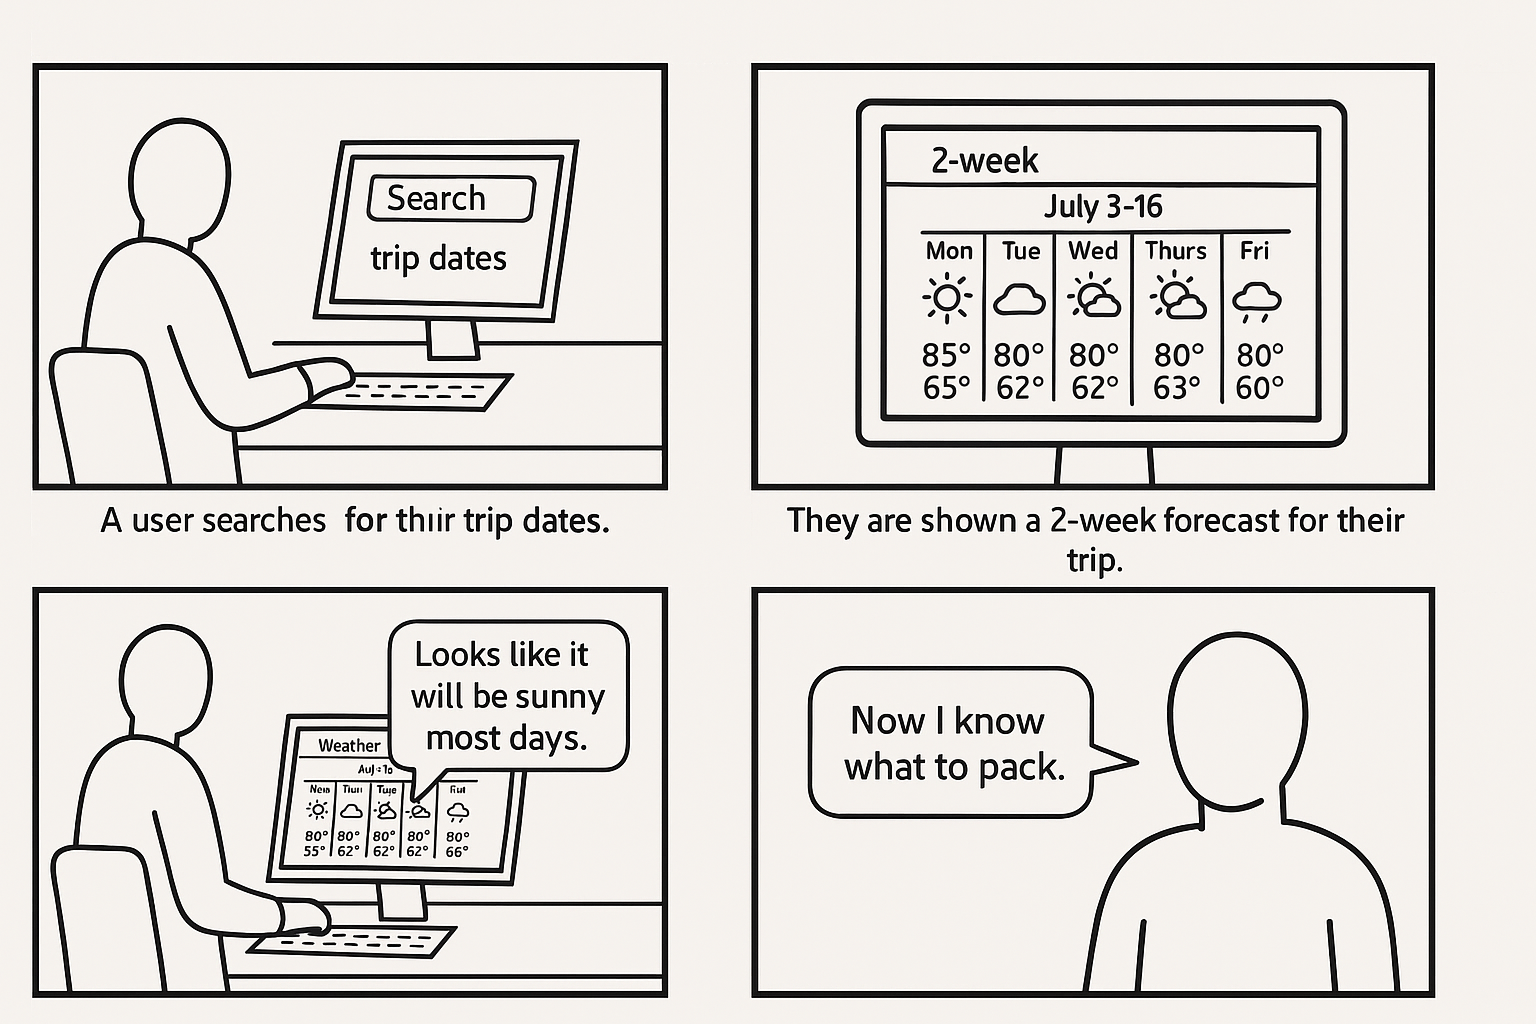 Search
trip dates
A user searches for their trip dates.
2-week
July 3-16
Mon Tue Wed Thurs Fri
85° 80° 80° 80° 80°
65° 62° 62° 63° 60°
They are shown a 2-week forecast for their
trip.
Looks like it
will be sunny
most days.
Weather
80° 80° 80° 80° 80°
55° 62° 62° 62° 66°
Now I know
what to pack.